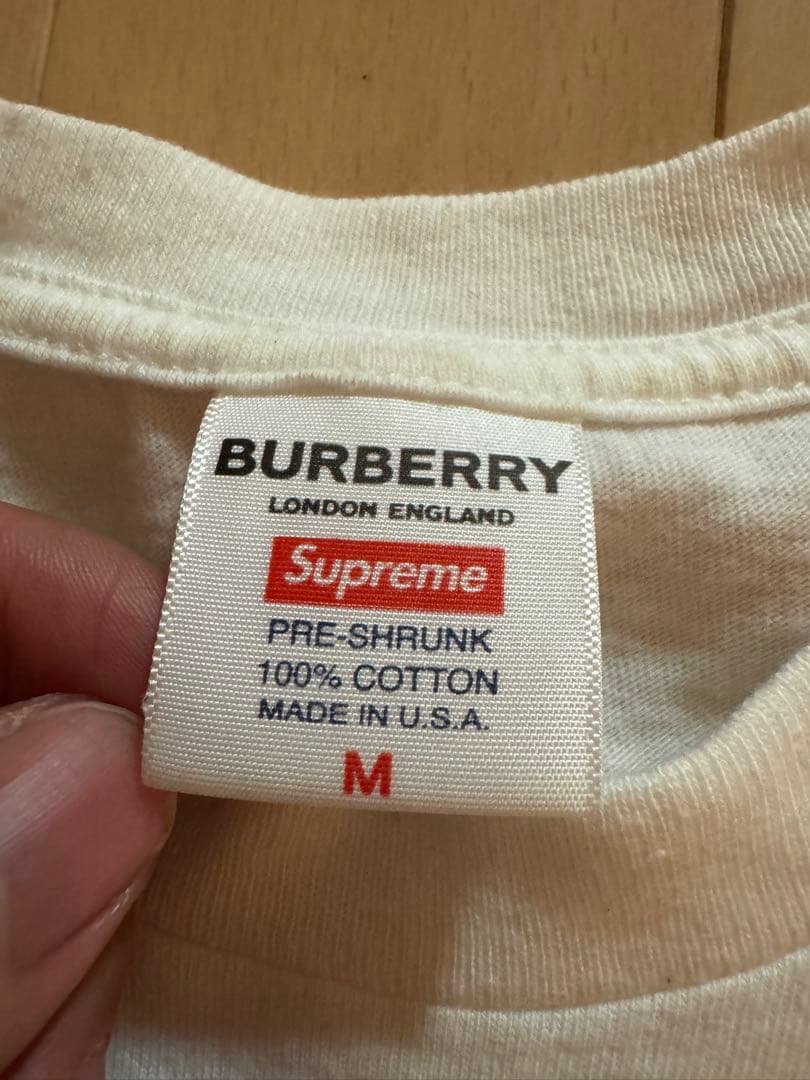 BURBERRY
LONDON ENGLAND
Supreme
PRE-SHRUNK
100% COTTON
MADE IN U.S.A.
M